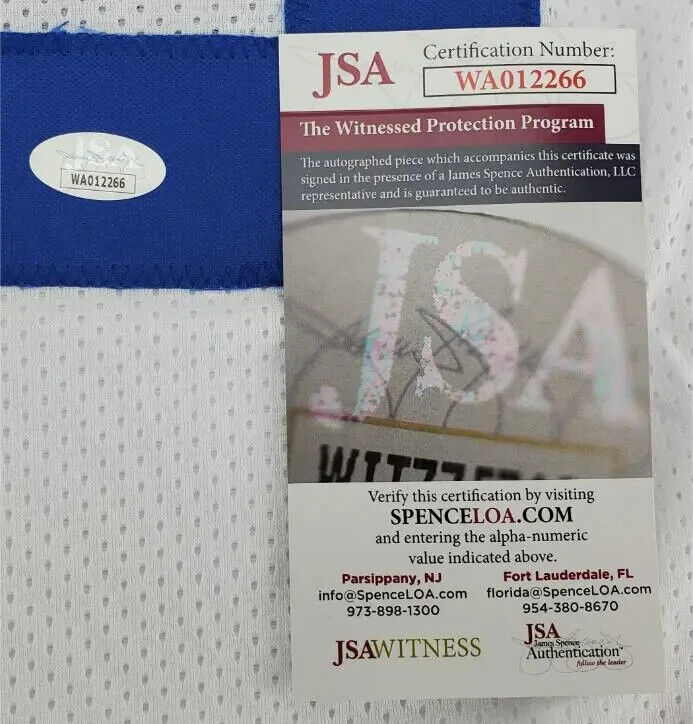 JSA
Certification Number:
WA012266
The Witnessed Protection Program
The autographed piece which accompanies this certificate was
signed in the presence of a James Spence Authentication, LLC
representative and is guaranteed to be authentic.
JSA
WA012266
JSA
Verify this certification by visiting
SPENCELOA.COM
and entering the alpha-numeric
value indicated above.
Parsippany, NJ
info@SpenceLOA.com
973-898-1300
Fort Lauderdale, FL
florida@SpenceLOA.com
954-380-8670
JSAWITNESS
JSA
James Spence
Authentication
follow the leader